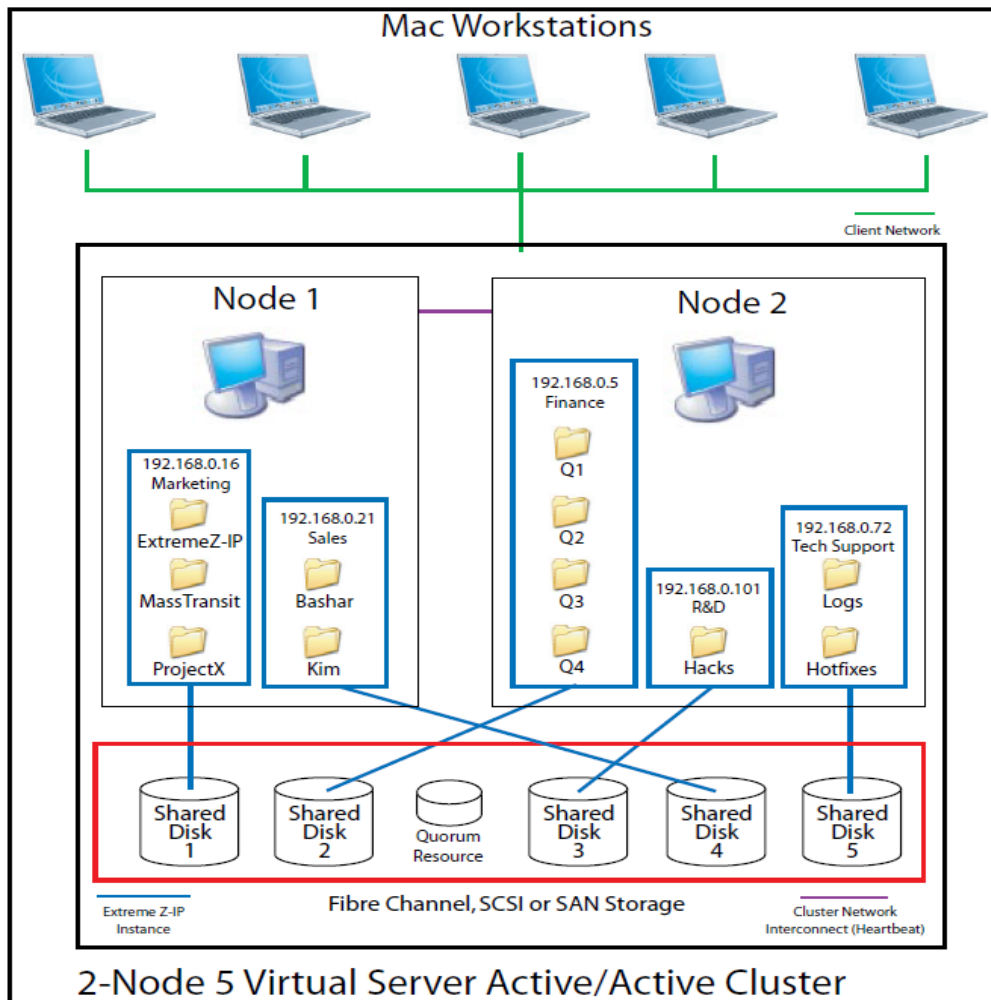 Mac Workstations
Client Network
Node 1
Node 2
192.168.0.16
Marketing
ExtremeZ-IP
MassTransit
ProjectX
192.168.0.21
Sales
Bashar
Kim
192.168.0.5
Finance
Q1
Q2
Q3
Q4
192.168.0.101
R&D
Hacks
192.168.0.72
Tech Support
Logs
Hotfixes
Shared
Disk
1
Shared
Disk
2
Quorum
Resource
Shared
Disk
3
Shared
Disk
4
Shared
Disk
5
Extreme Z-IP
Instance
Fibre Channel, SCSI or SAN Storage
Cluster Network
Interconnect (Heartbeat)
2-Node 5 Virtual Server Active/Active Cluster